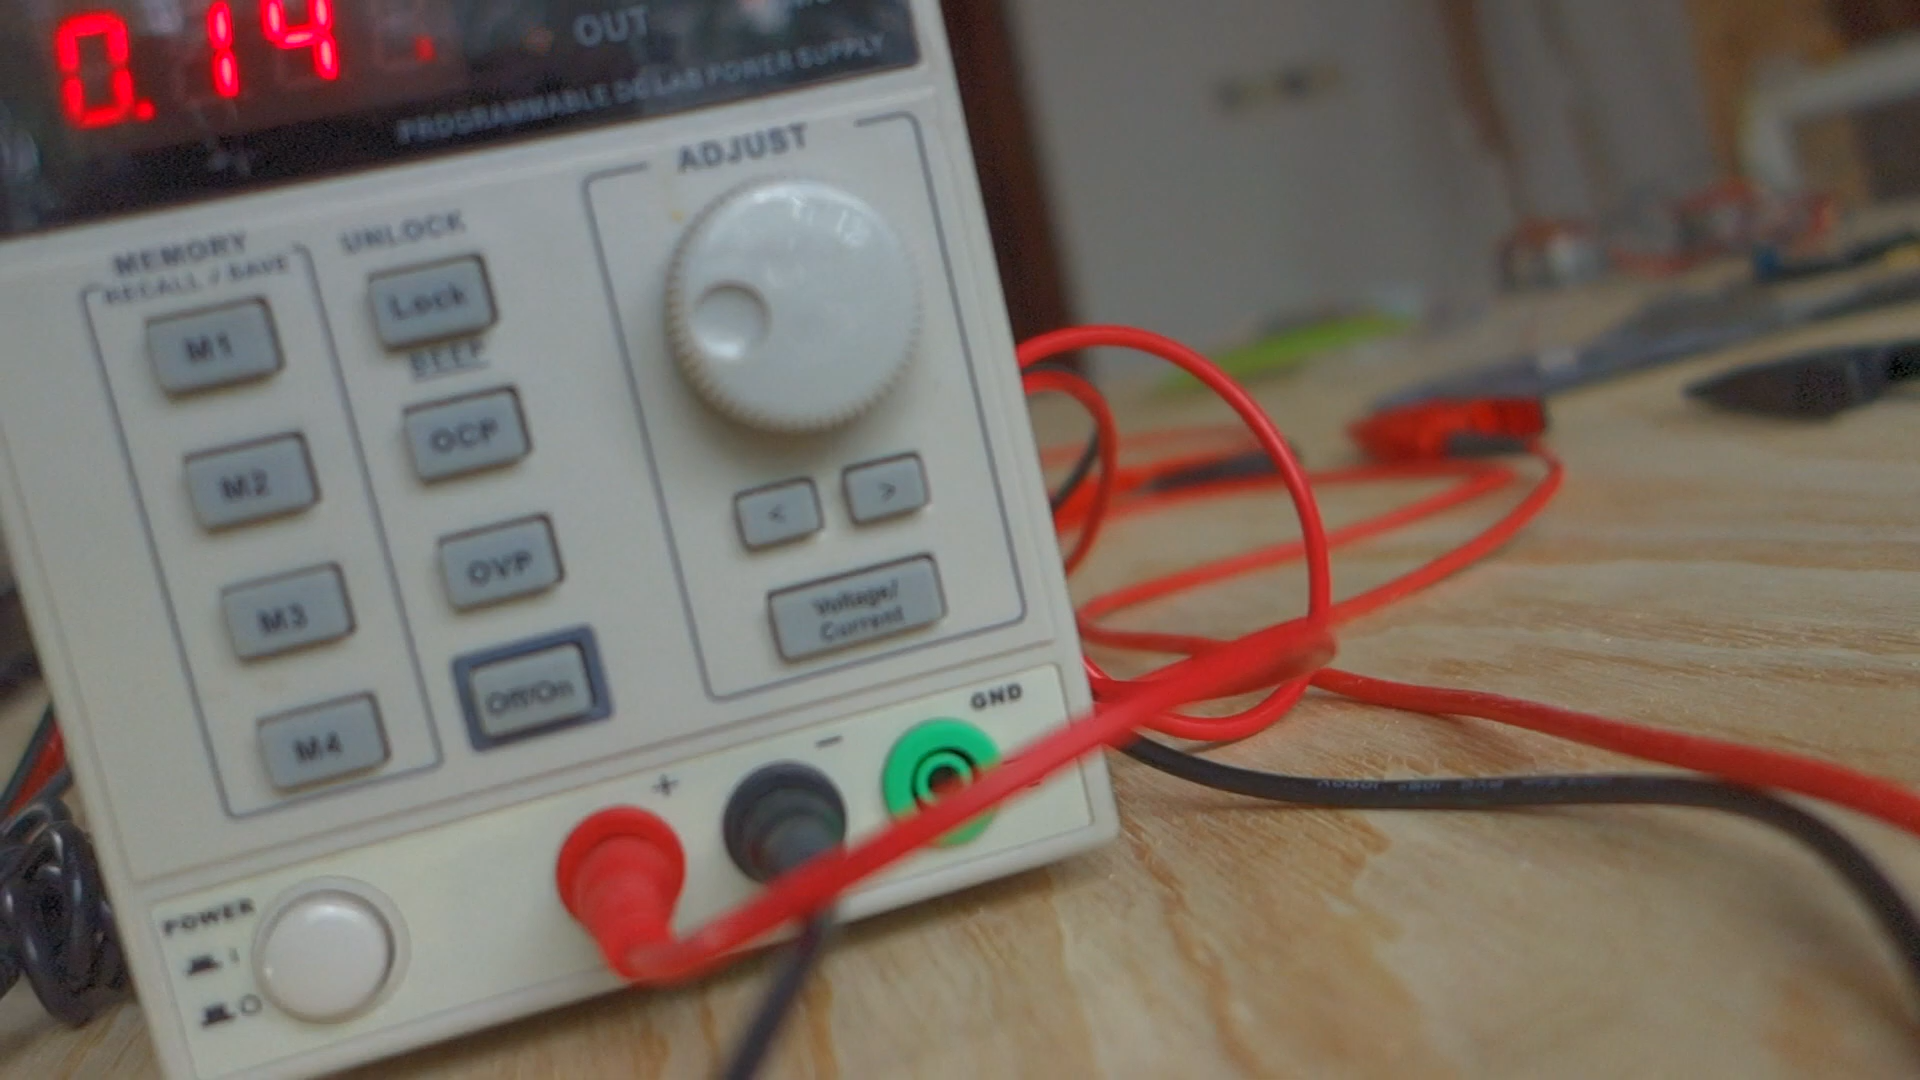 0.14
OUT
PROGRAMMABLE DC LAB POWER SUPPLY
ADJUST
MEMORY
RECALL / SAVE
UNLOCK
Lock
M1
BEEP
OCP
M2
< >
OVP
M3
Voltage/
Current
Off/On
M4
GND
+ −
POWER
I
O